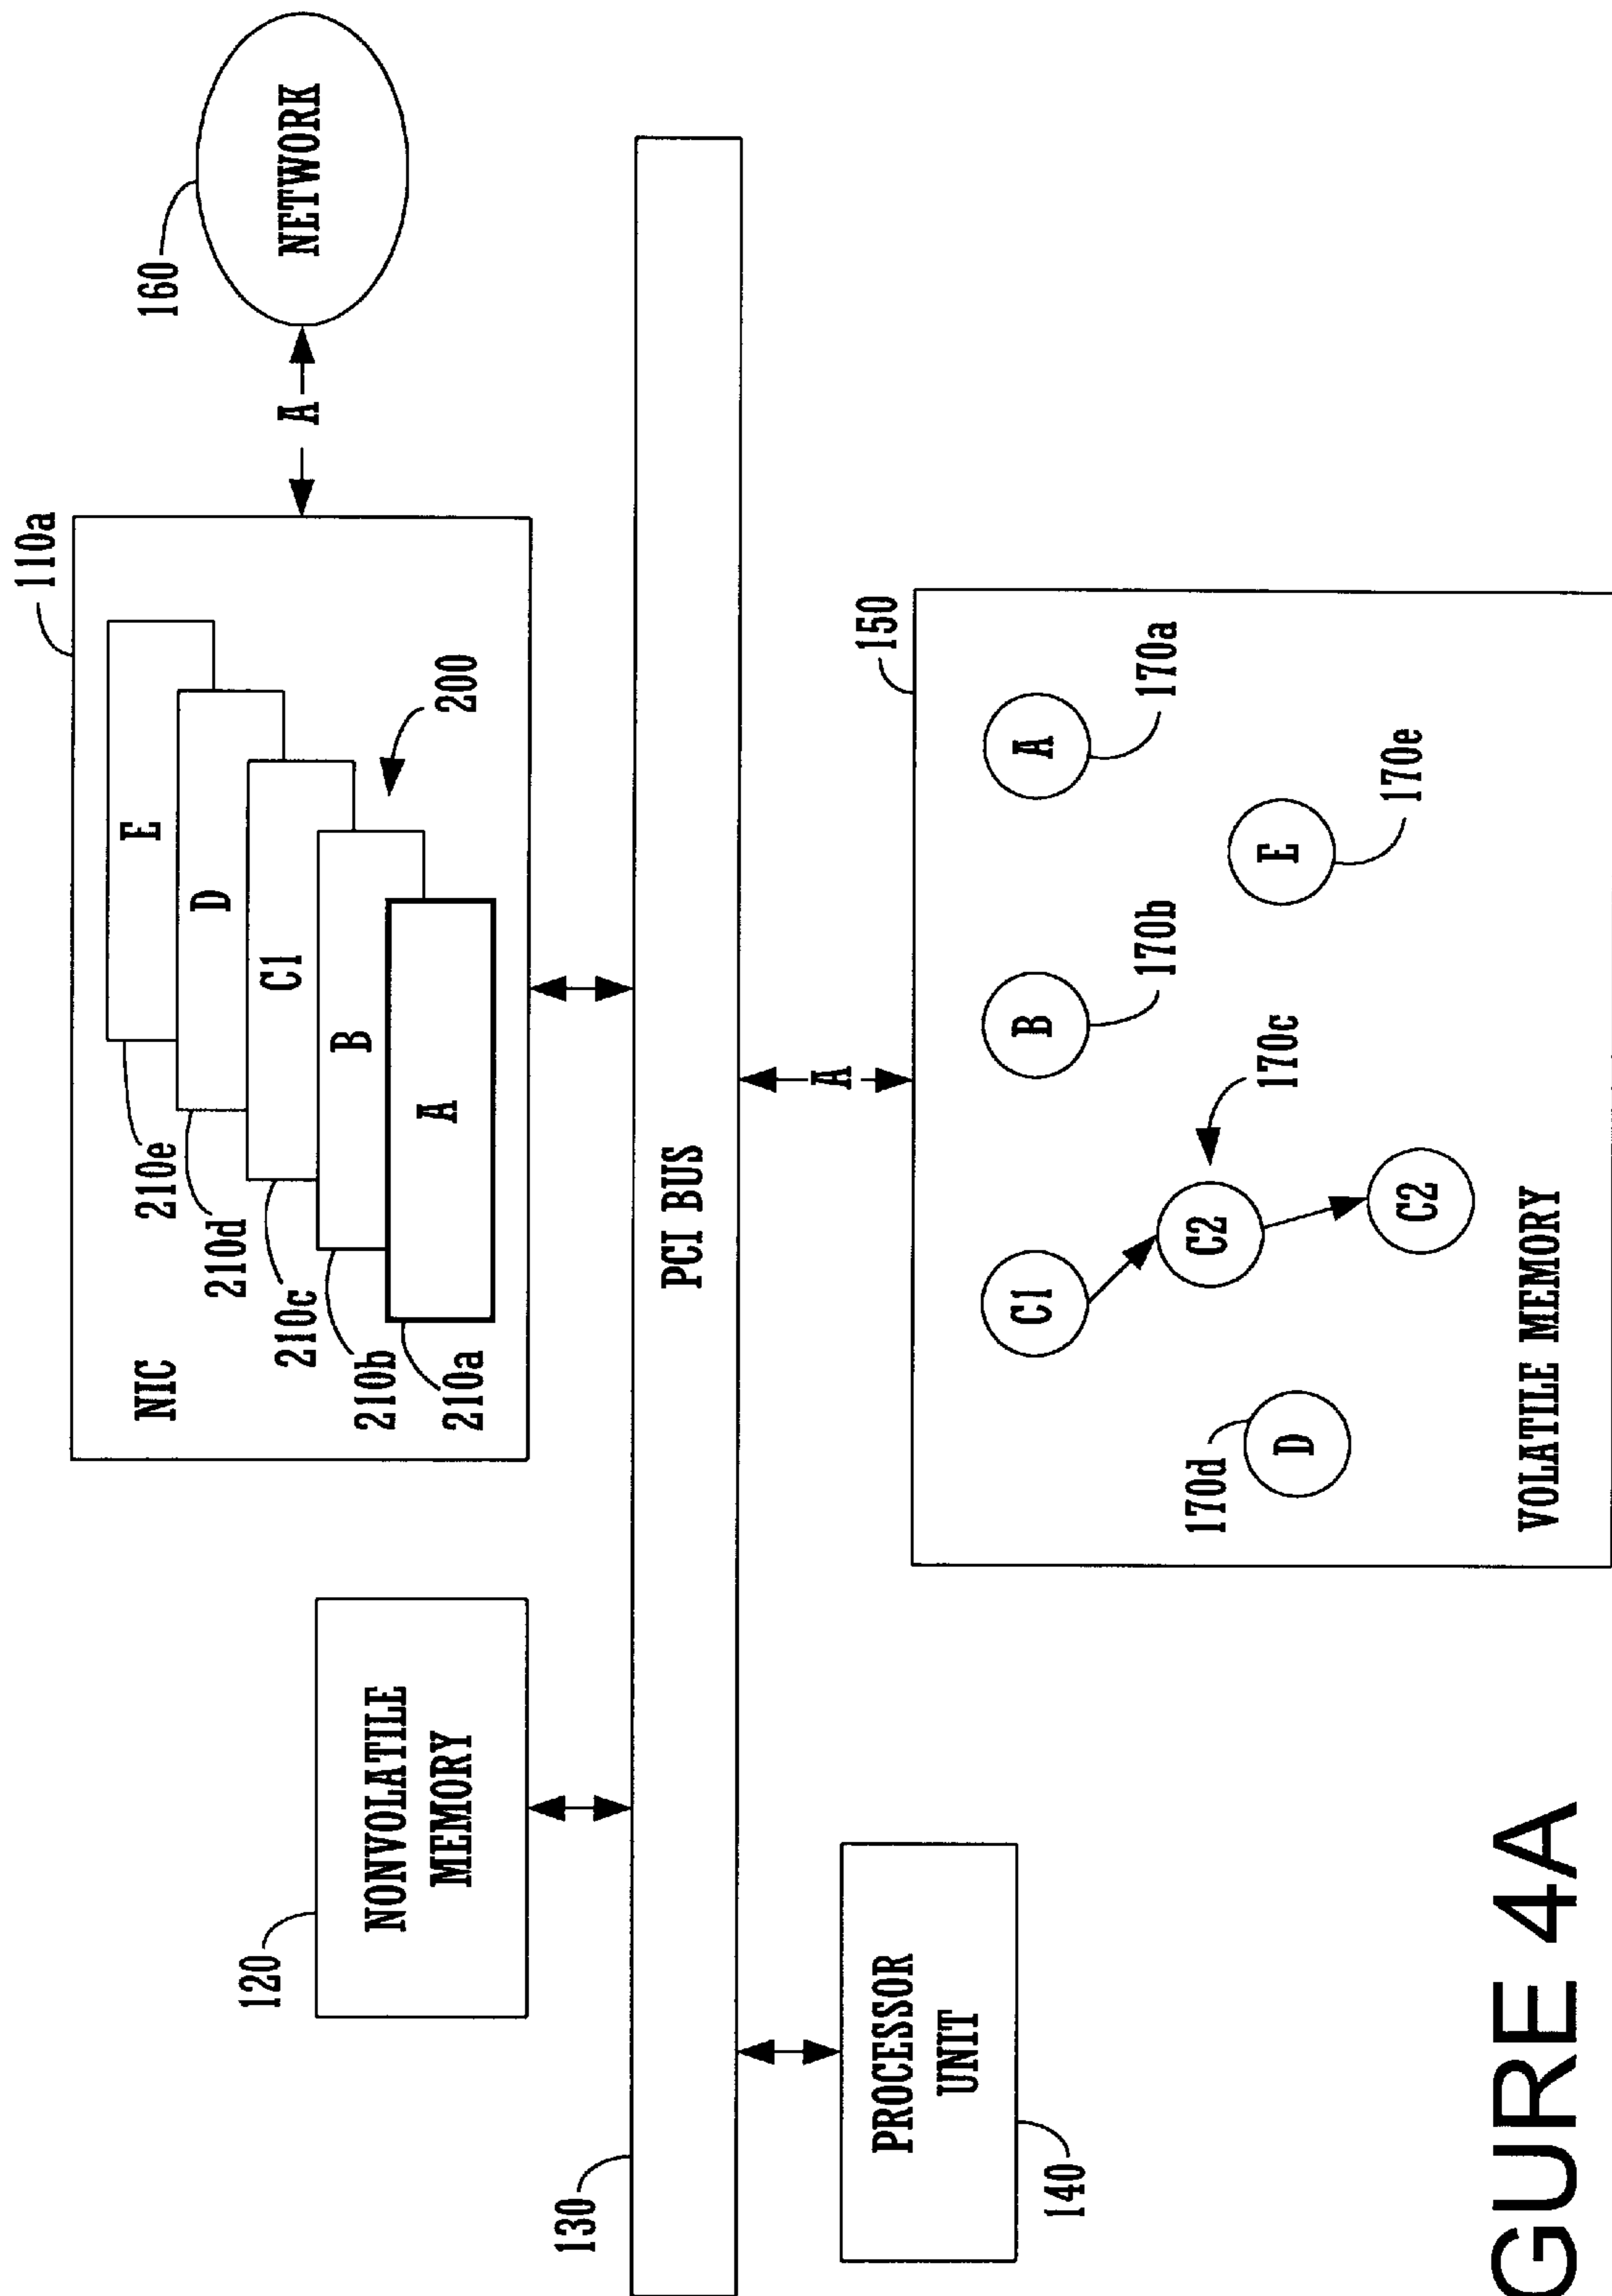 110a
160
NETWORK
A
NIC
E
D
C1
B
A
200
210e
210d
210c
210b
210a
120
NONVOLATILE
MEMORY
130
PCI BUS
A
PROCESSOR
UNIT
140
150
A
170a
B
170b
E
170e
C1
C2
C2
170c
D
170d
VOLATILE MEMORY
GURE 4A